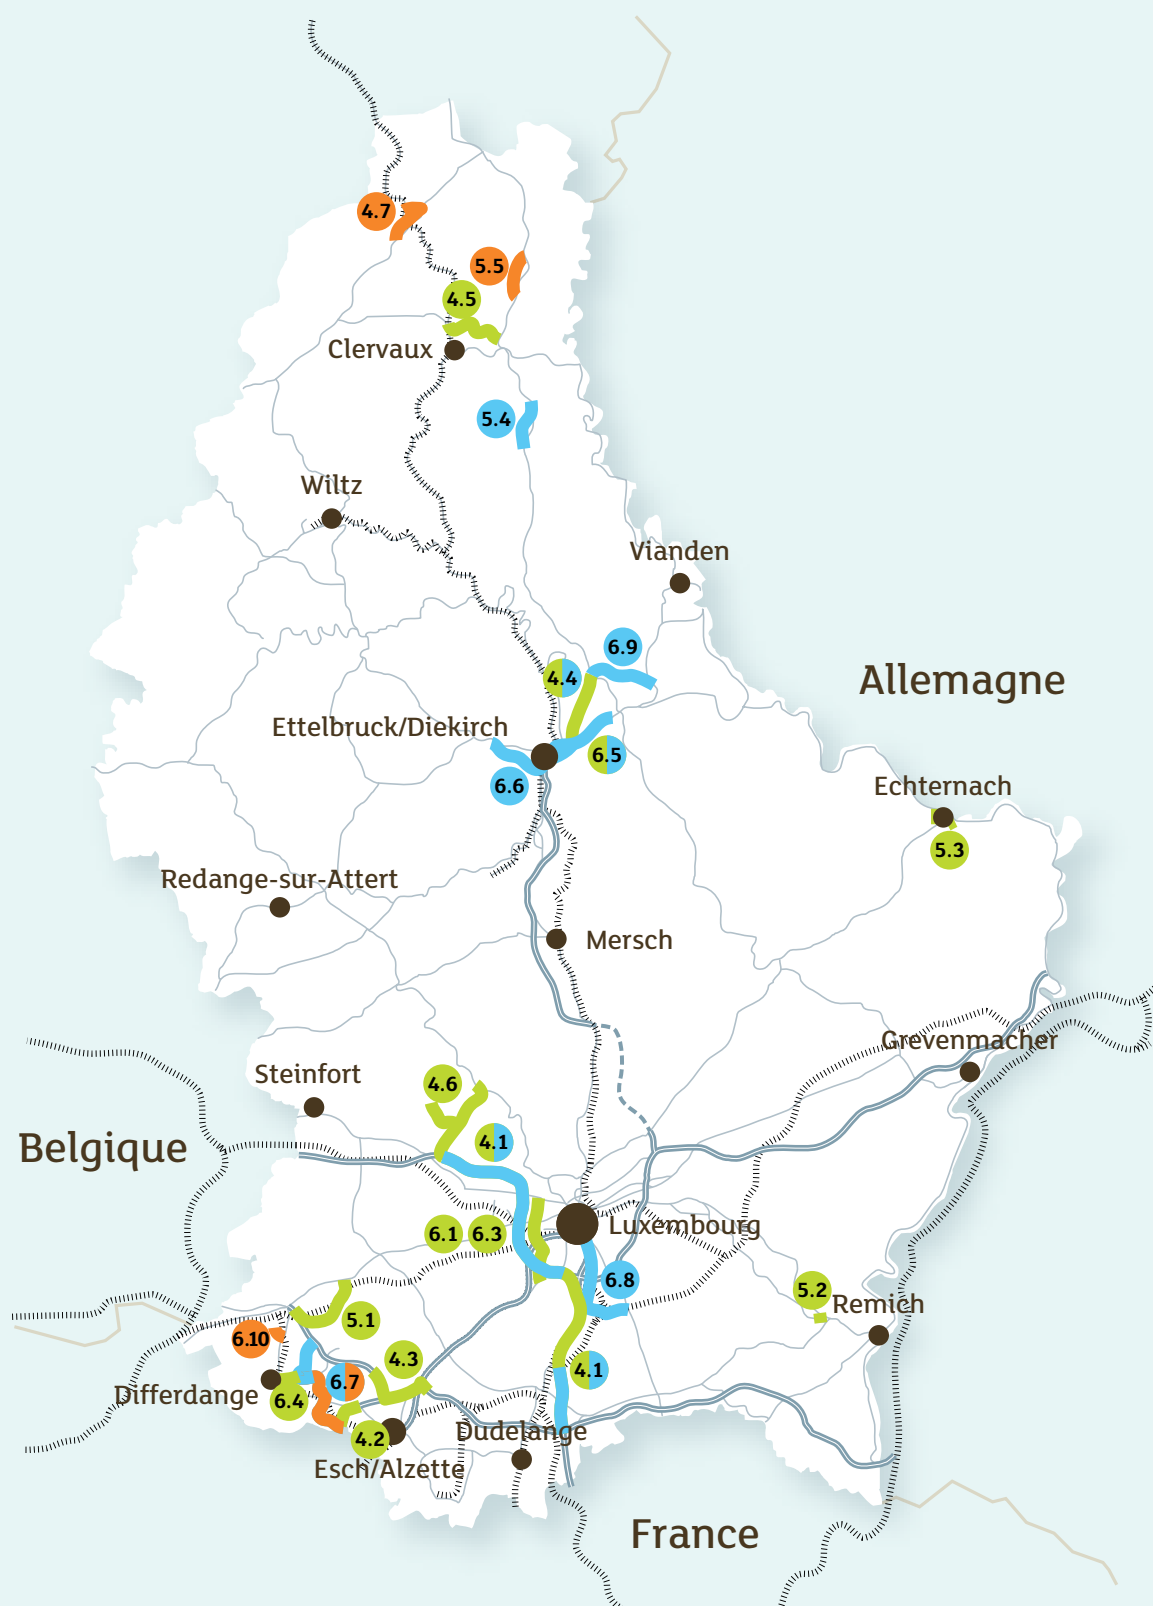 4.7
5.5
4.5
Clervaux
5.4
Wiltz
Vianden
6.9
4.4
Allemagne
Ettelbruck/Diekirch
6.5
6.6
Echternach
5.3
Redange-sur-Attert
Mersch
Grevenmacher
Steinfort
4.6
Belgique
4.1
Luxembourg
6.1
6.3
6.8
5.2
Remich
5.1
6.10
4.3
4.1
6.7
Differdange
6.4
4.2
Dudelange
Esch/Alzette
France